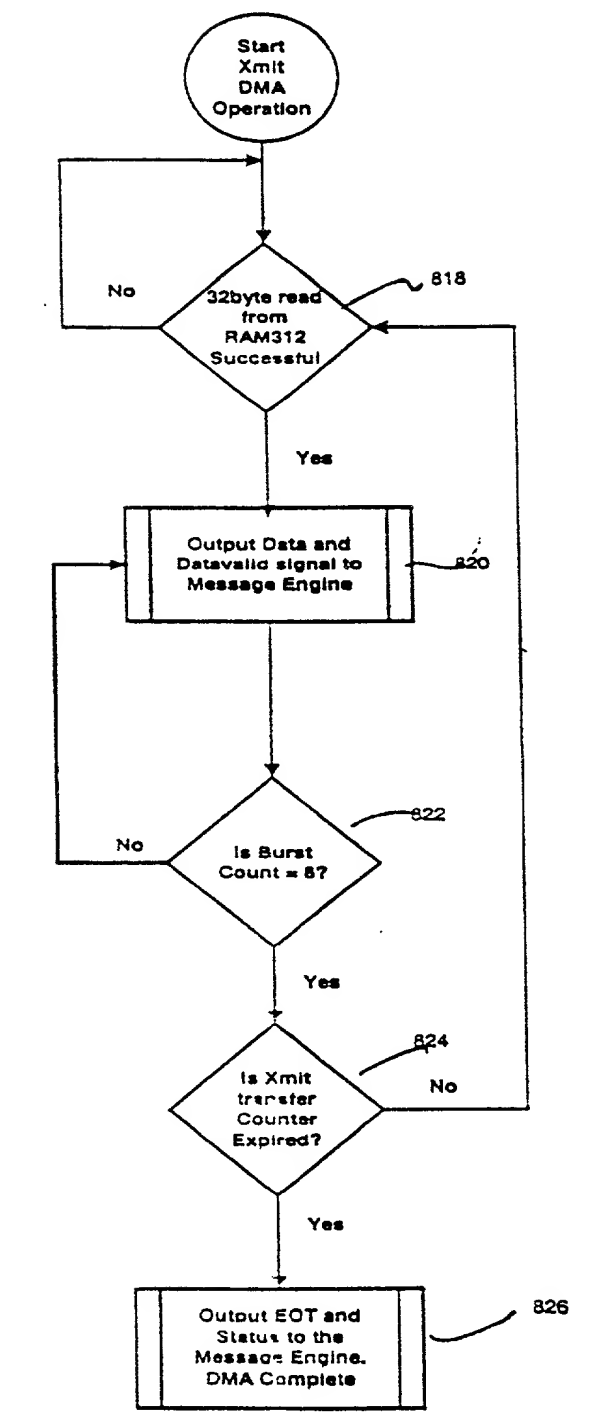 Start
Xmit
DMA
Operation
818
No
32byte read
from
RAM312
Successful
Yes
Output Data and
Datavalid signal to
Message Engine
820
822
No
Is Burst
Count = 8?
Yes
824
Is Xmit
transfer
Counter
Expired?
No
Yes
826
Output EOT and
Status to the
Message Engine.
DMA Complete